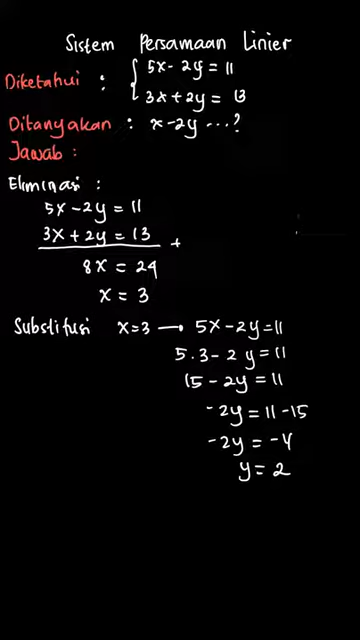 Sistem Persamaan Linier
Diketahui : { 5x - 2y = 11
3x + 2y = 13
Ditanyakan : x - 2y ...?
Jawab :
Eliminasi :
5x - 2y = 11
3x + 2y = 13 +
8x = 24
x = 3
Substitusi x = 3 → 5x - 2y = 11
5.3 - 2y = 11
15 - 2y = 11
-2y = 11 - 15
-2y = -4
y = 2